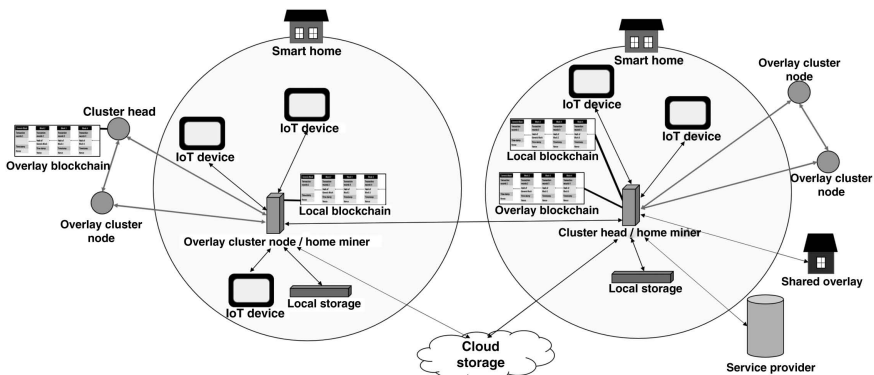 Smart home
Smart home
Overlay cluster
node
Cluster head
IoT device
IoT device
Overlay blockchain
Local blockchain
Overlay cluster
node
Overlay cluster node / home miner
IoT device
Local storage
IoT device
IoT device
Local blockchain
Overlay blockchain
Overlay cluster
node
Cluster head / home miner
Local storage
Shared overlay
Service provider
Cloud
storage